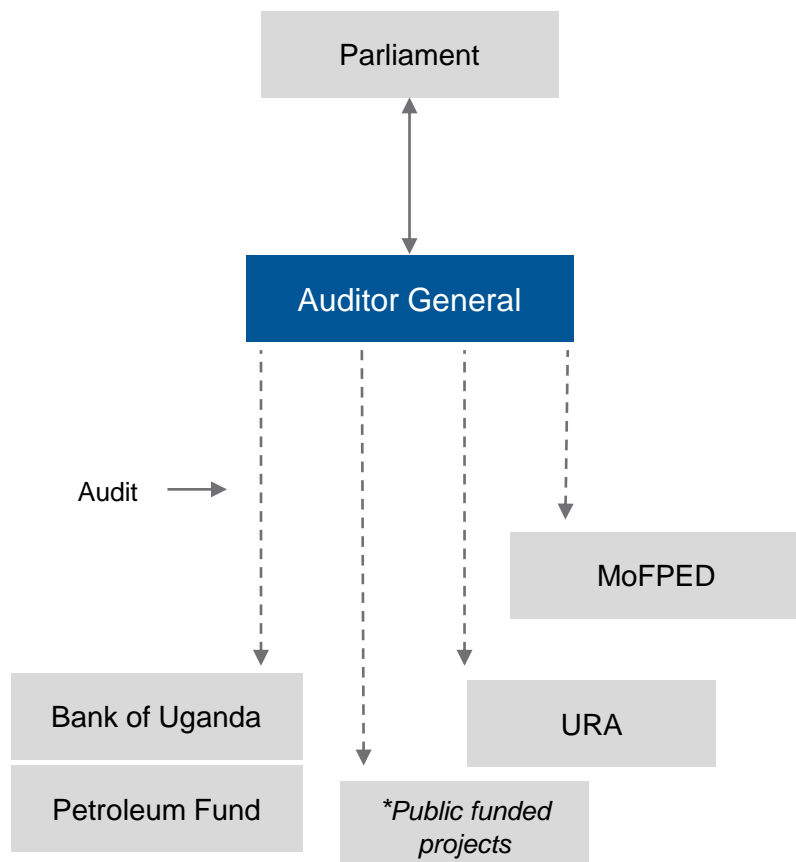 Parliament
Auditor General
Audit
MoFPED
Bank of Uganda
URA
Petroleum Fund
*Public funded
projects